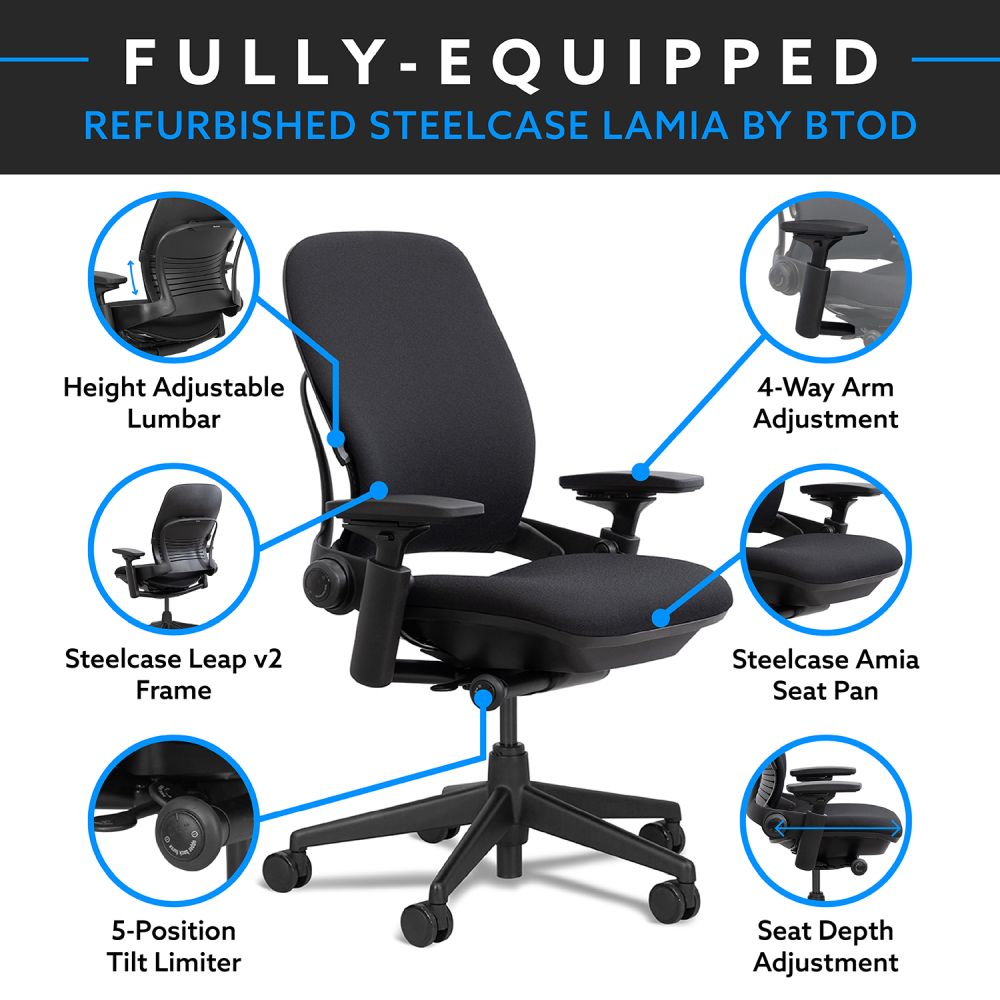 FULLY-EQUIPPED
REFURBISHED STEELCASE LAMIA BY BTOD
Height Adjustable
Lumbar
4-Way Arm
Adjustment
Steelcase Leap v2
Frame
Steelcase Amia
Seat Pan
5-Position
Tilt Limiter
Seat Depth
Adjustment